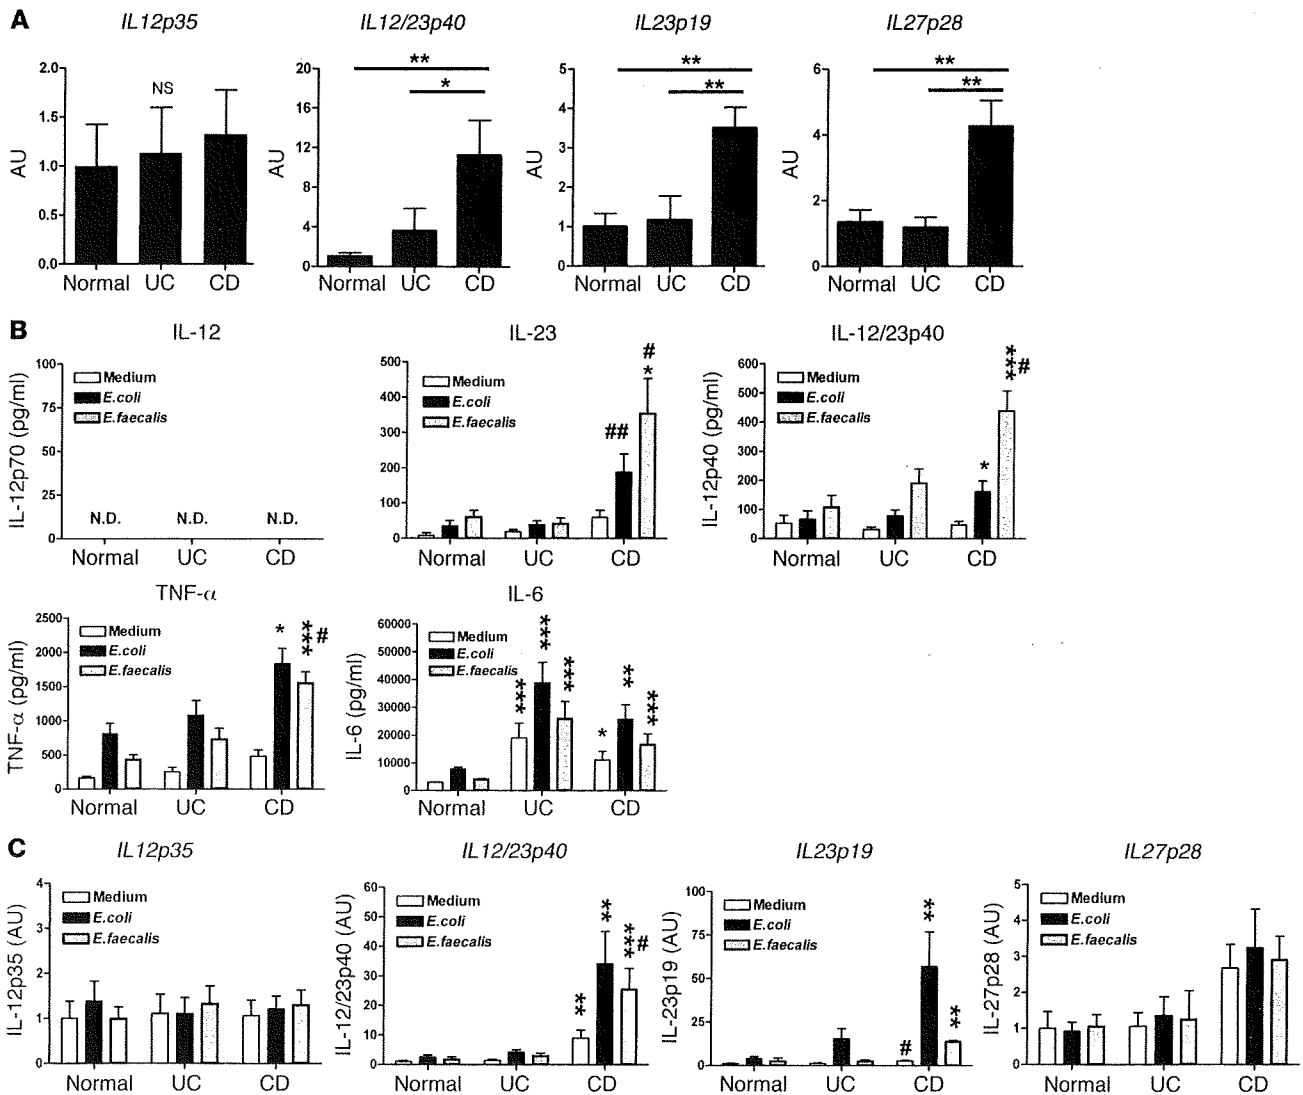 A
IL12p35
IL12/23p40
IL23p19
IL27p28
AU
2.0
1.5
1.0
0.5
0.0
NS
Normal UC CD
AU
20
16
12
8
4
0
**
*
Normal UC CD
AU
5
4
3
2
1
0
**
**
Normal UC CD
AU
6
4
2
0
**
**
Normal UC CD
B
IL-12
IL-12p70 (pg/ml)
100
75
50
25
0
Medium
E.coli
E.faecalis
N.D. N.D. N.D.
Normal UC CD
IL-23
500
400
300
200
100
0
Medium
E.coli
E.faecalis
##
#
*
Normal UC CD
IL-12/23p40
IL-12p40 (pg/ml)
600
500
400
300
200
100
0
Medium
E.coli
E.faecalis
*
***#
Normal UC CD
TNF-α
TNF-α (pg/ml)
2500
2000
1500
1000
500
0
Medium
E.coli
E.faecalis
*
***#
Normal UC CD
IL-6
IL-6 (pg/ml)
60000
50000
40000
30000
20000
10000
0
Medium
E.coli
E.faecalis
***
***
***
*
**
***
Normal UC CD
C
IL12p35
IL-12p35 (AU)
4
3
2
1
0
Medium
E.coli
E.faecalis
Normal UC CD
IL12/23p40
IL-12/23p40 (AU)
60
50
40
30
20
10
0
Medium
E.coli
E.faecalis
**
**
***#
Normal UC CD
IL23p19
IL-23p19 (AU)
100
75
50
25
0
Medium
E.coli
E.faecalis
#
**
**
Normal UC CD
IL27p28
IL-27p28 (AU)
5
4
3
2
1
0
Medium
E.coli
E.faecalis
Normal UC CD